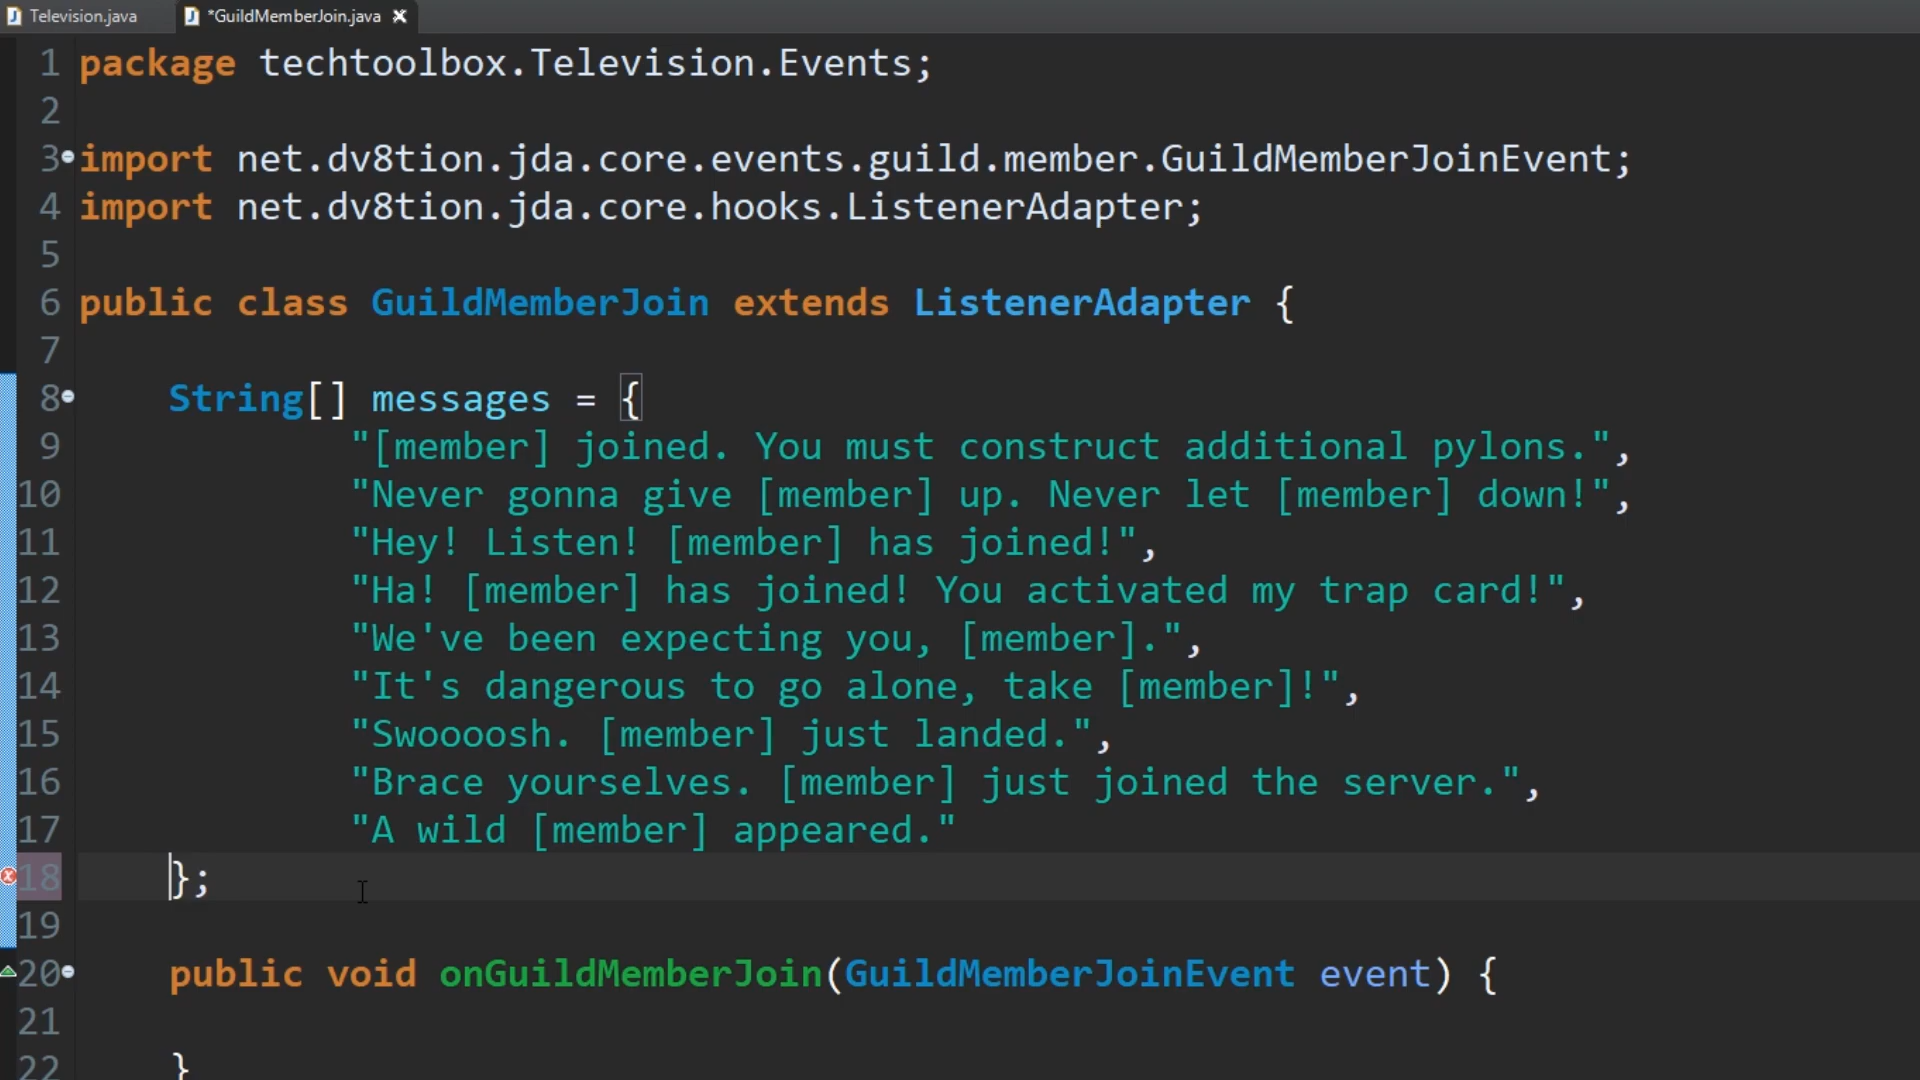 Television.java *GuildMemberJoin.java
1 package techtoolbox.Television.Events;
2
3 import net.dv8tion.jda.core.events.guild.member.GuildMemberJoinEvent;
4 import net.dv8tion.jda.core.hooks.ListenerAdapter;
5
6 public class GuildMemberJoin extends ListenerAdapter {
7
8 String[] messages = {
9 "[member] joined. You must construct additional pylons.",
10 "Never gonna give [member] up. Never let [member] down!",
11 "Hey! Listen! [member] has joined!",
12 "Ha! [member] has joined! You activated my trap card!",
13 "We've been expecting you, [member].",
14 "It's dangerous to go alone, take [member]!",
15 "Swoooosh. [member] just landed.",
16 "Brace yourselves. [member] just joined the server.",
17 "A wild [member] appeared."
18 };
19
20 public void onGuildMemberJoin(GuildMemberJoinEvent event) {
21
22 }